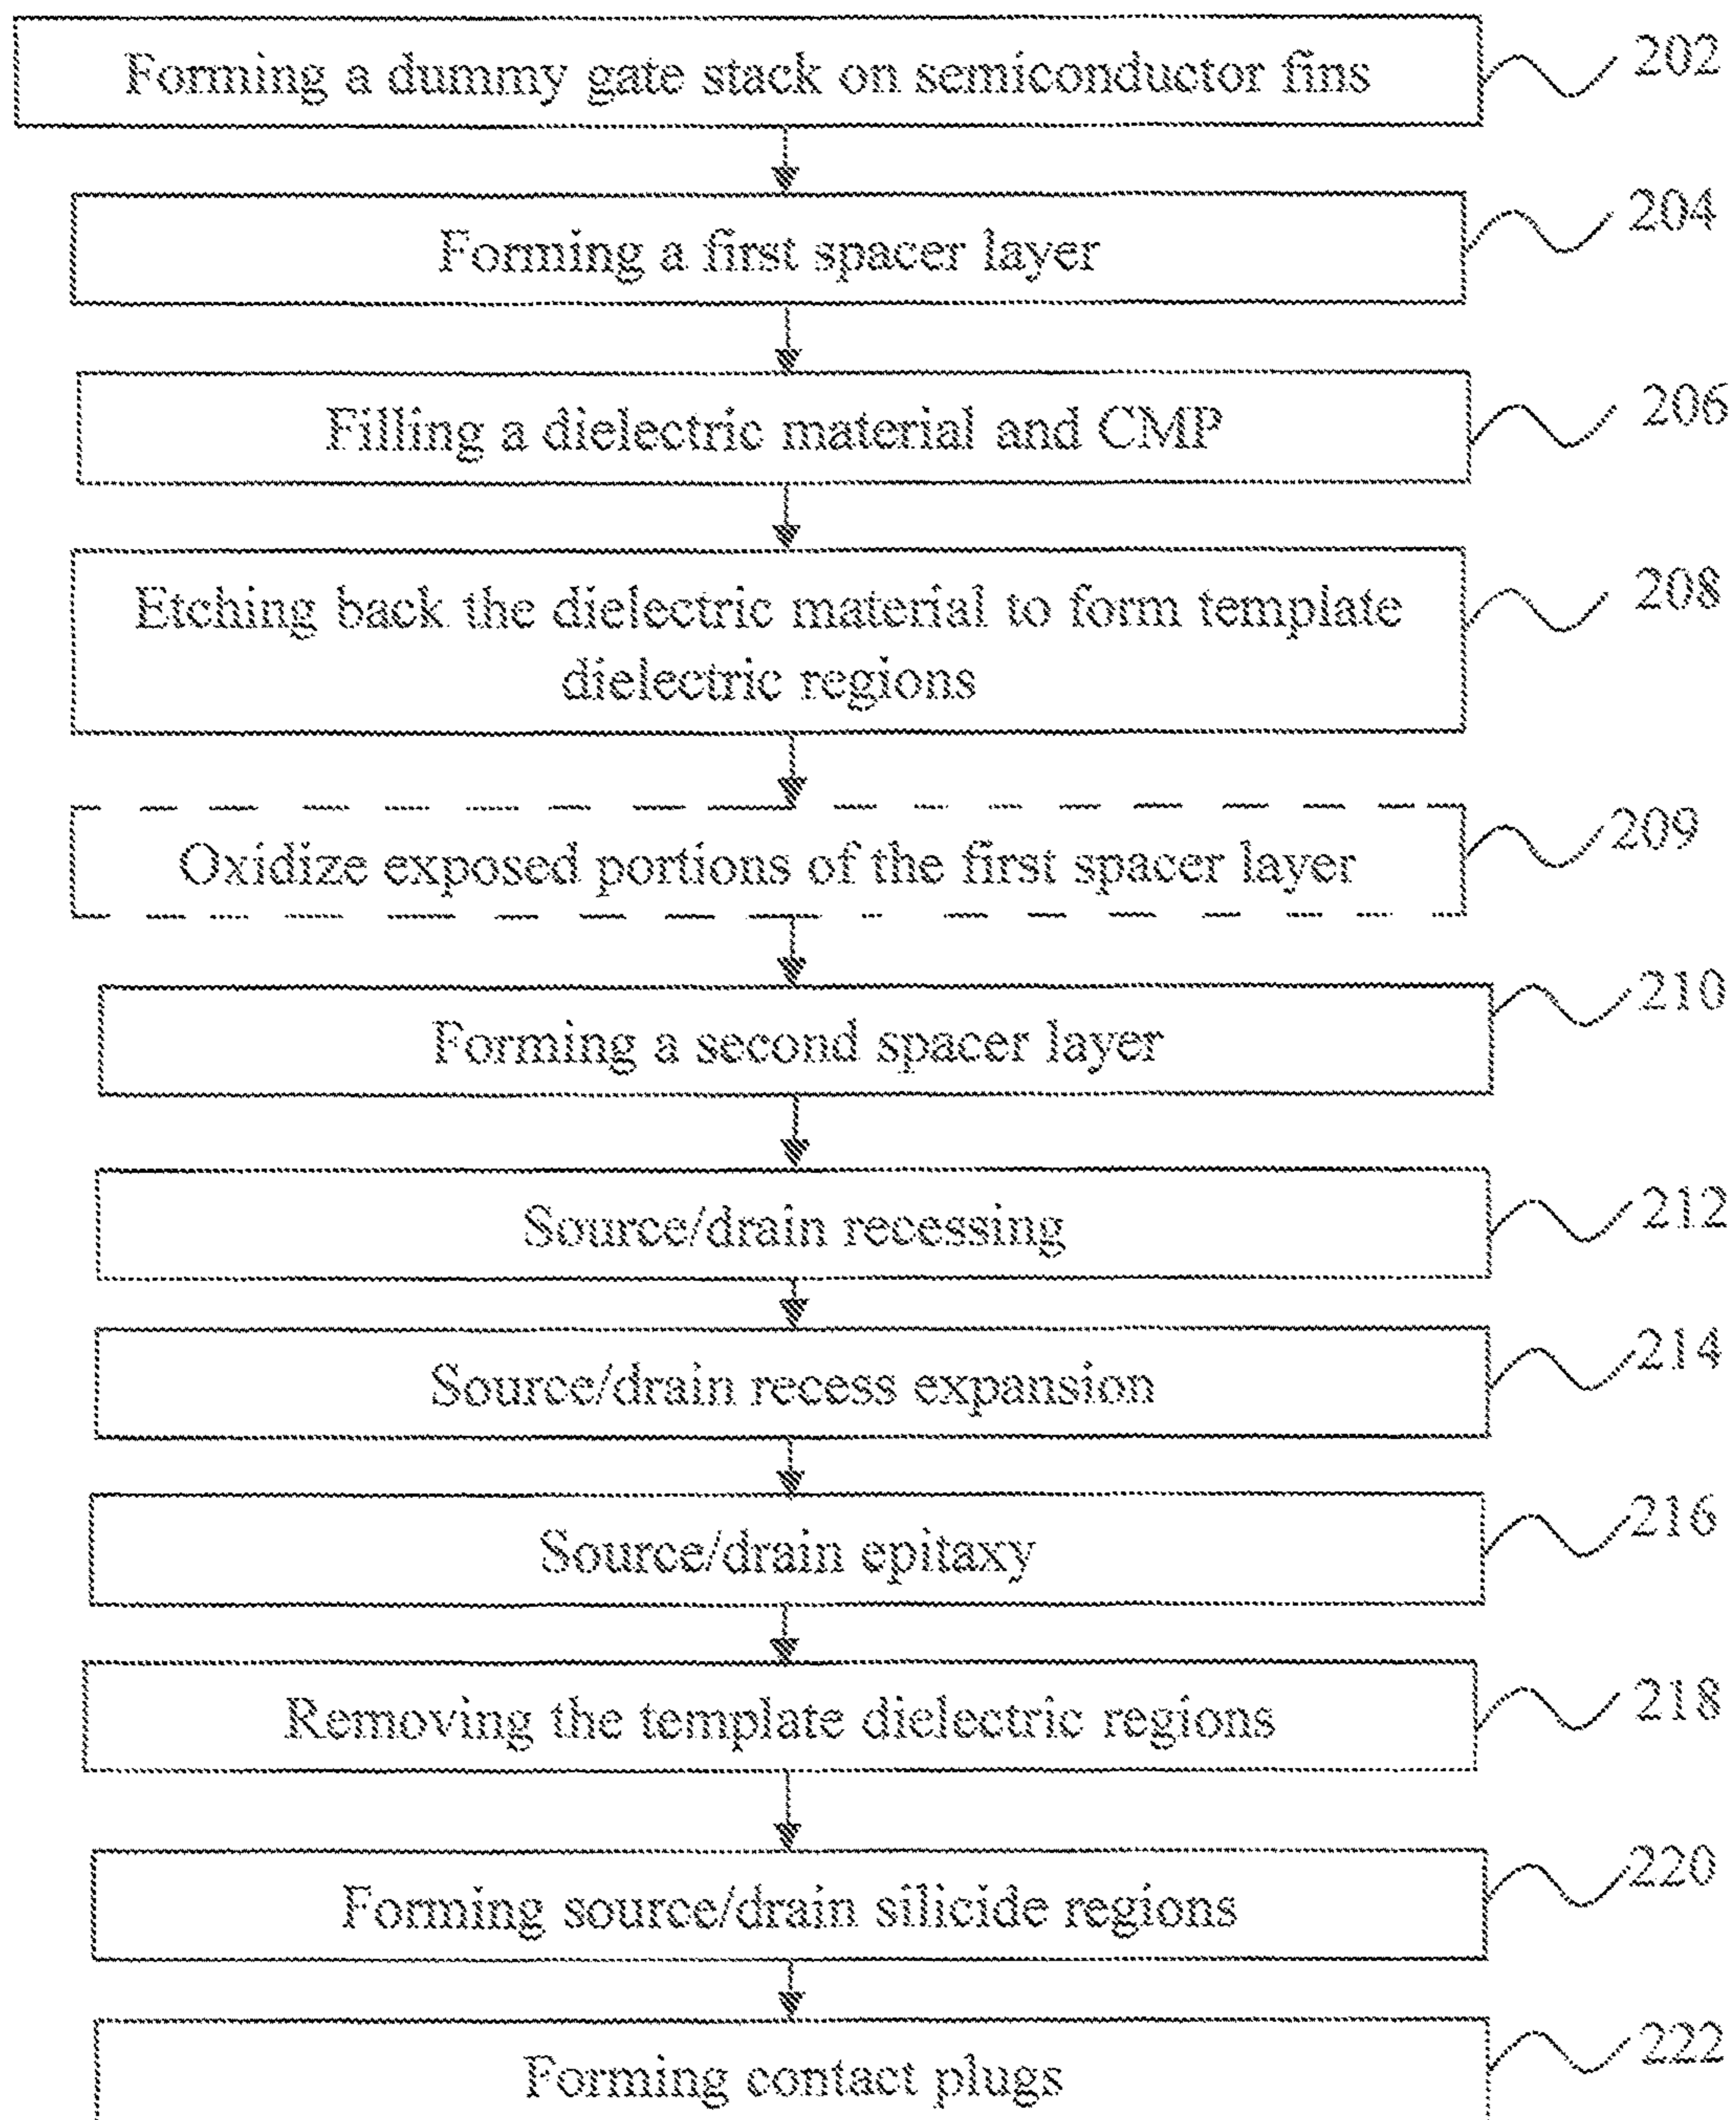 Forming a dummy gate stack on semiconductor fins
202
Forming a first spacer layer
204
Filling a dielectric material and CMP
206
Etching back the dielectric material to form template
dielectric regions
208
Oxidize exposed portions of the first spacer layer
209
Forming a second spacer layer
210
Source/drain recessing
212
Source/drain recess expansion
214
Source/drain epitaxy
216
Removing the template dielectric regions
218
Forming source/drain silicide regions
220
Forming contact plugs
222